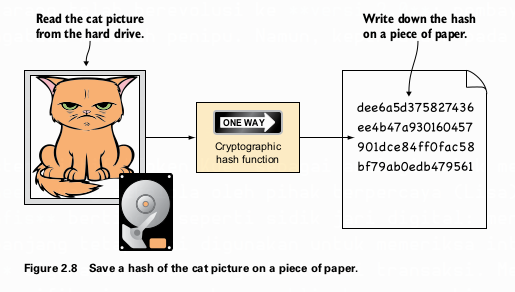 Read the cat picture
from the hard drive.
Write down the hash
on a piece of paper.
ONE WAY
Cryptographic
hash function
dee6a5d375827436
ee4b47a930160457
901dce84ff0fac58
bf79ab0edb479561
Figure 2.8 Save a hash of the cat picture on a piece of paper.